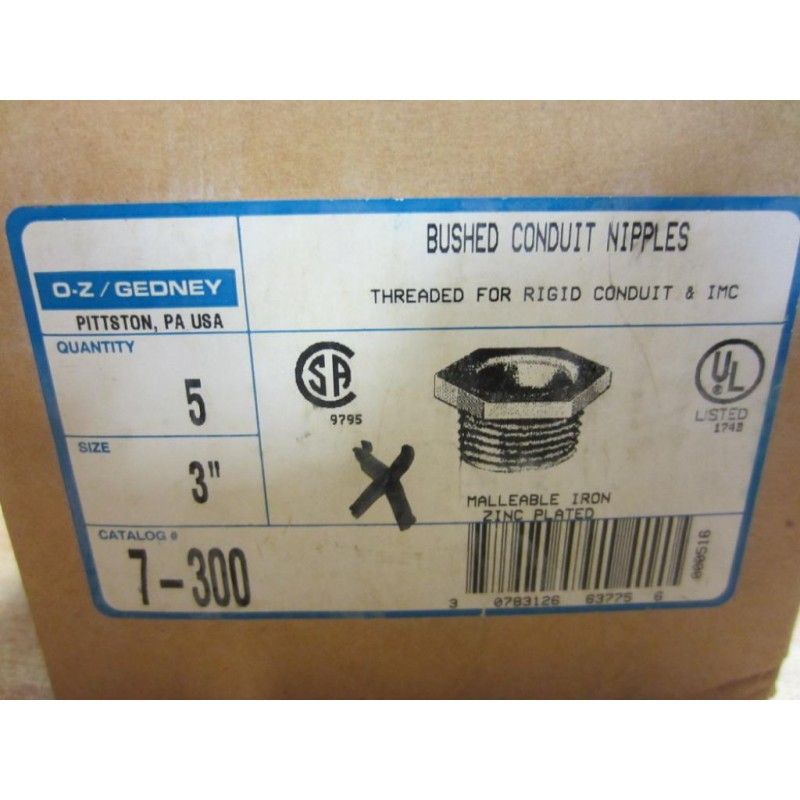 BUSHED CONDUIT NIPPLES
O-Z/GEDNEY
THREADED FOR RIGID CONDUIT & IMC
PITTSTON, PA USA
QUANTITY
5
SA
9795
UL
®
LISTED
174B
SIZE
3"
MALLEABLE IRON
ZINC PLATED
CATALOG #
7-300
000516
3 0783126 63775 6